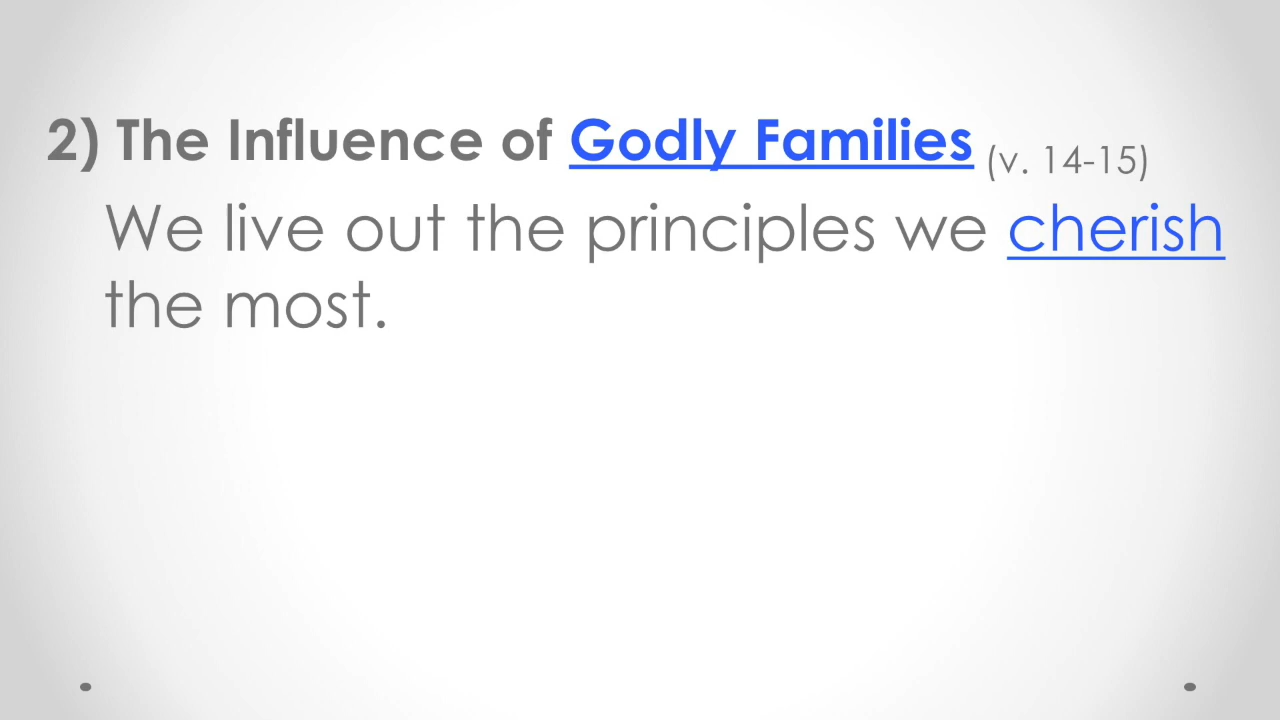 2) The Influence of Godly Families (v. 14-15)
We live out the principles we cherish
the most.